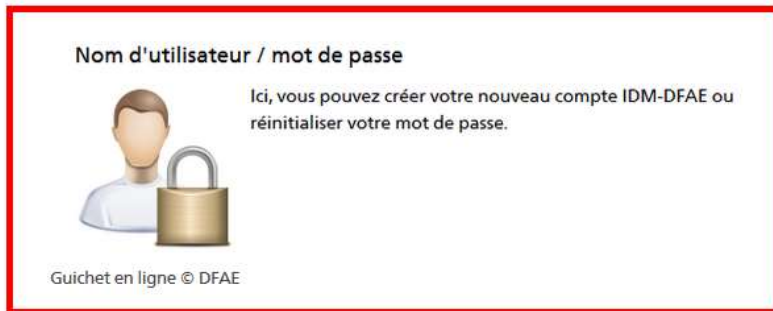 Nom d'utilisateur / mot de passe
Ici, vous pouvez créer votre nouveau compte IDM-DFAE ou
réinitialiser votre mot de passe.
Guichet en ligne © DFAE